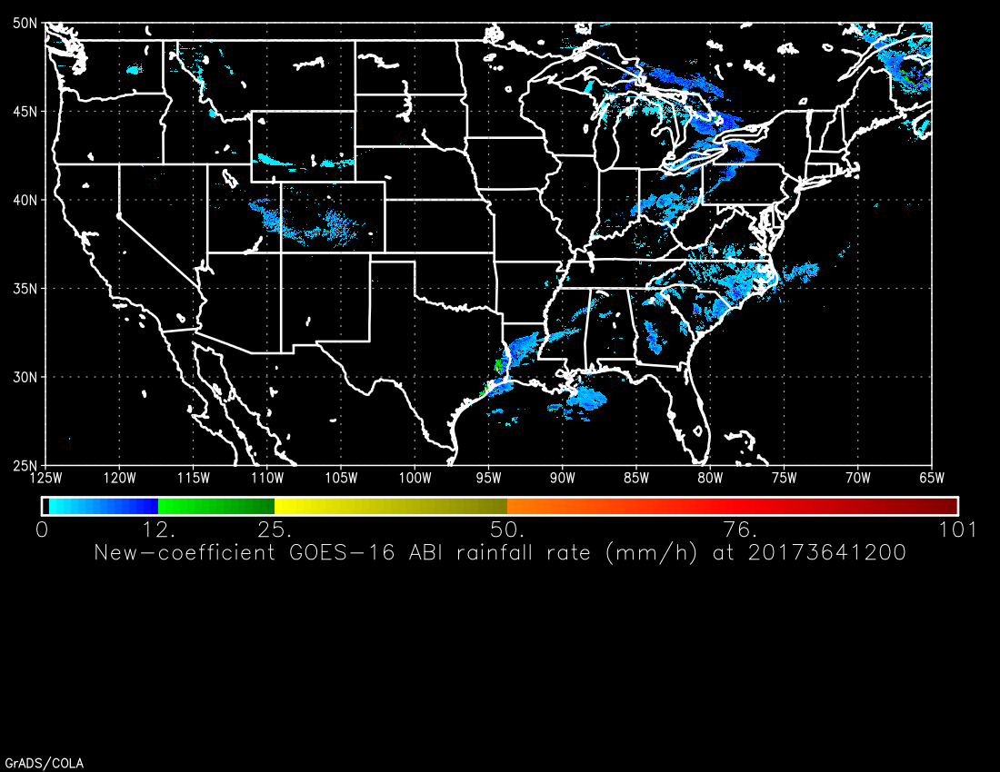 50N
45N
40N
35N
30N
25N
125W 120W 115W 110W 105W 100W 95W 90W 85W 80W 75W 70W 65W
0 12. 25. 50. 76. 101
New-coefficient GOES-16 ABI rainfall rate (mm/h) at 20173641200
GrADS/COLA